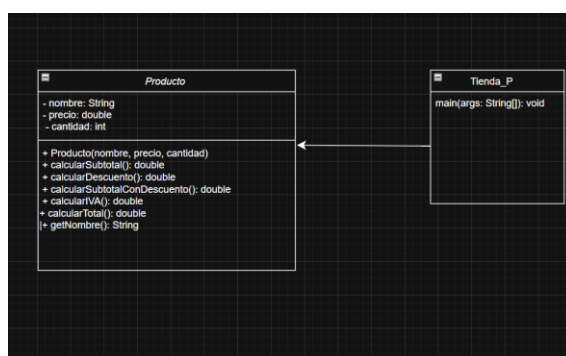 Producto
- nombre: String
- precio: double
- cantidad: int
+ Producto(nombre, precio, cantidad)
+ calcularSubtotal(): double
+ calcularDescuento(): double
+ calcularSubtotalConDescuento(): double
+ calcularIVA(): double
+ calcularTotal(): double
|+ getNombre(): String
Tienda_P
main(args: String[]): void